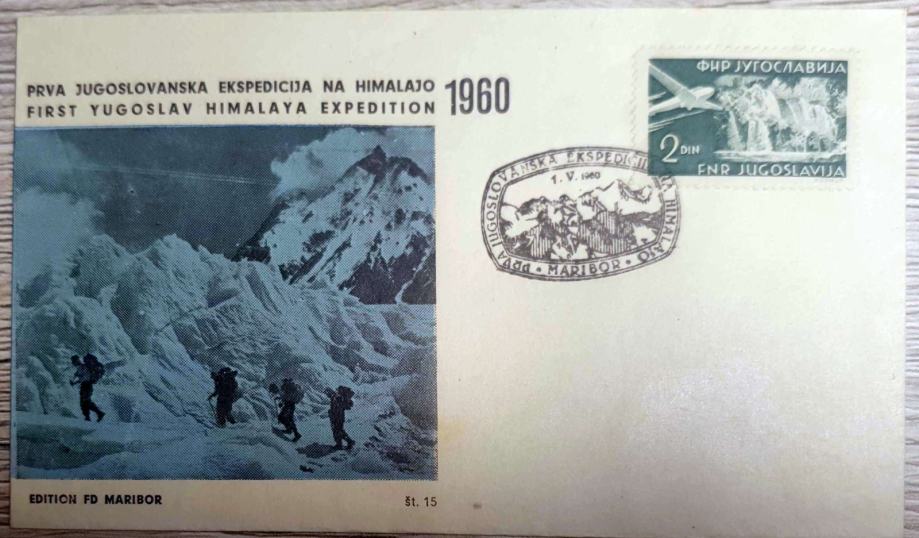 PRVA JUGOSLOVANSKA EKSPEDICIJA NA HIMALAJO
FIRST YUGOSLAV HIMALAYA EXPEDITION
1960
ФНР ЈУГОСЛАВИЈА
2 DIN
FNR JUGOSLAVIJA
PRVA JUGOSLOVANSKA EKSPEDICIJA NA HIMALAJO
1. V. 1960
• MARIBOR •
EDITION FD MARIBOR
št. 15